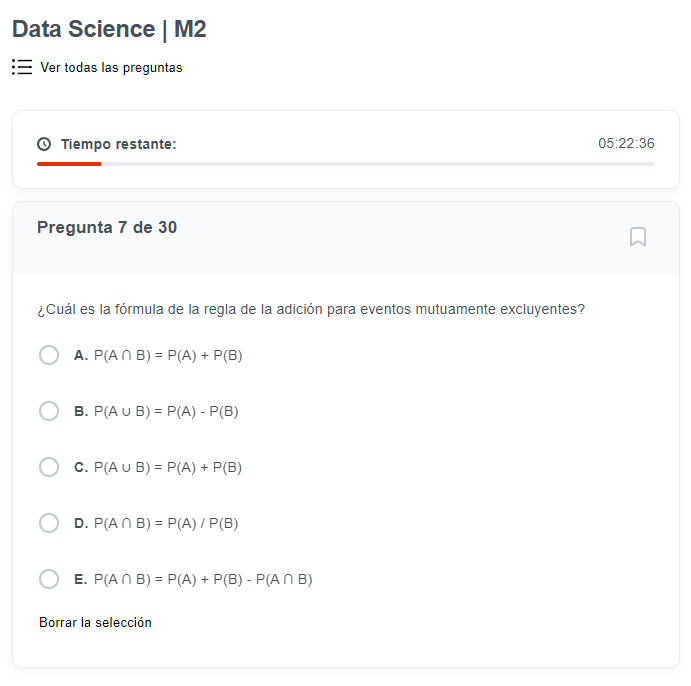 Data Science | M2
Ver todas las preguntas
Tiempo restante:
05:22:36
Pregunta 7 de 30
¿Cuál es la fórmula de la regla de la adición para eventos mutuamente excluyentes?
A. P(A ∩ B) = P(A) + P(B)
B. P(A ∪ B) = P(A) - P(B)
C. P(A ∪ B) = P(A) + P(B)
D. P(A ∩ B) = P(A) / P(B)
E. P(A ∩ B) = P(A) + P(B) - P(A ∩ B)
Borrar la selección